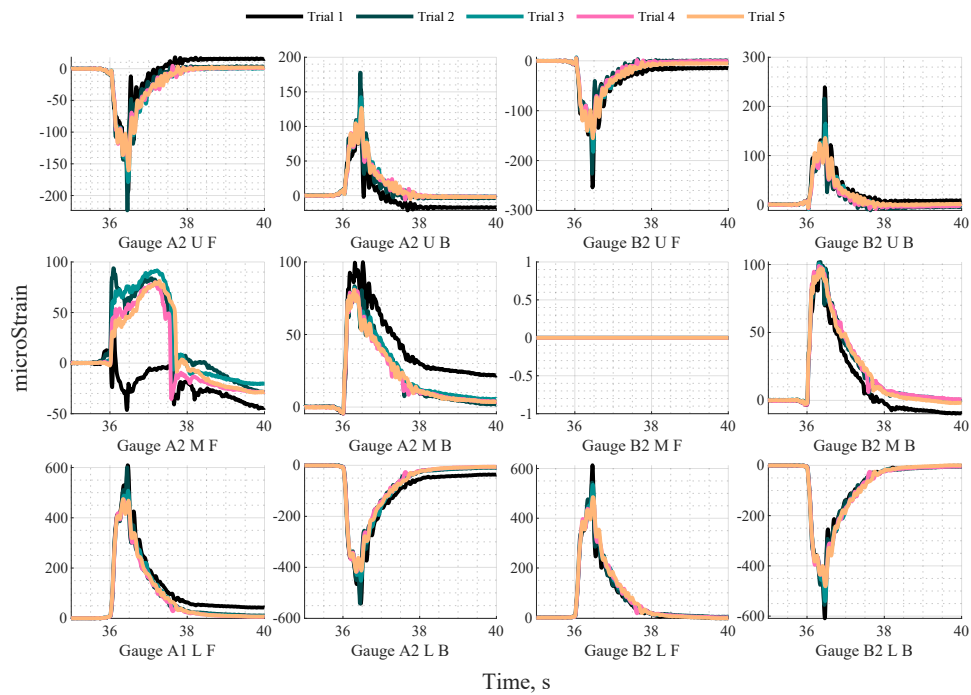 Trial 1 Trial 2 Trial 3 Trial 4 Trial 5
0 -50 -100 -150 -200
36 38 40
Gauge A2 U F
200 150 100 50 0
36 38 40
Gauge A2 U B
0 -100 -200 -300
36 38 40
Gauge B2 U F
300 200 100 0
36 38 40
Gauge B2 U B
microStrain
100 50 0 -50
36 38 40
Gauge A2 M F
100 50 0
36 38 40
Gauge A2 M B
1 0.5 0 -0.5 -1
36 38 40
Gauge B2 M F
100 50 0
36 38 40
Gauge B2 M B
600 400 200 0
36 38 40
Gauge A1 L F
0 -200 -400 -600
36 38 40
Gauge A2 L B
600 400 200 0
36 38 40
Gauge B2 L F
0 -200 -400 -600
36 38 40
Gauge B2 L B
Time, s